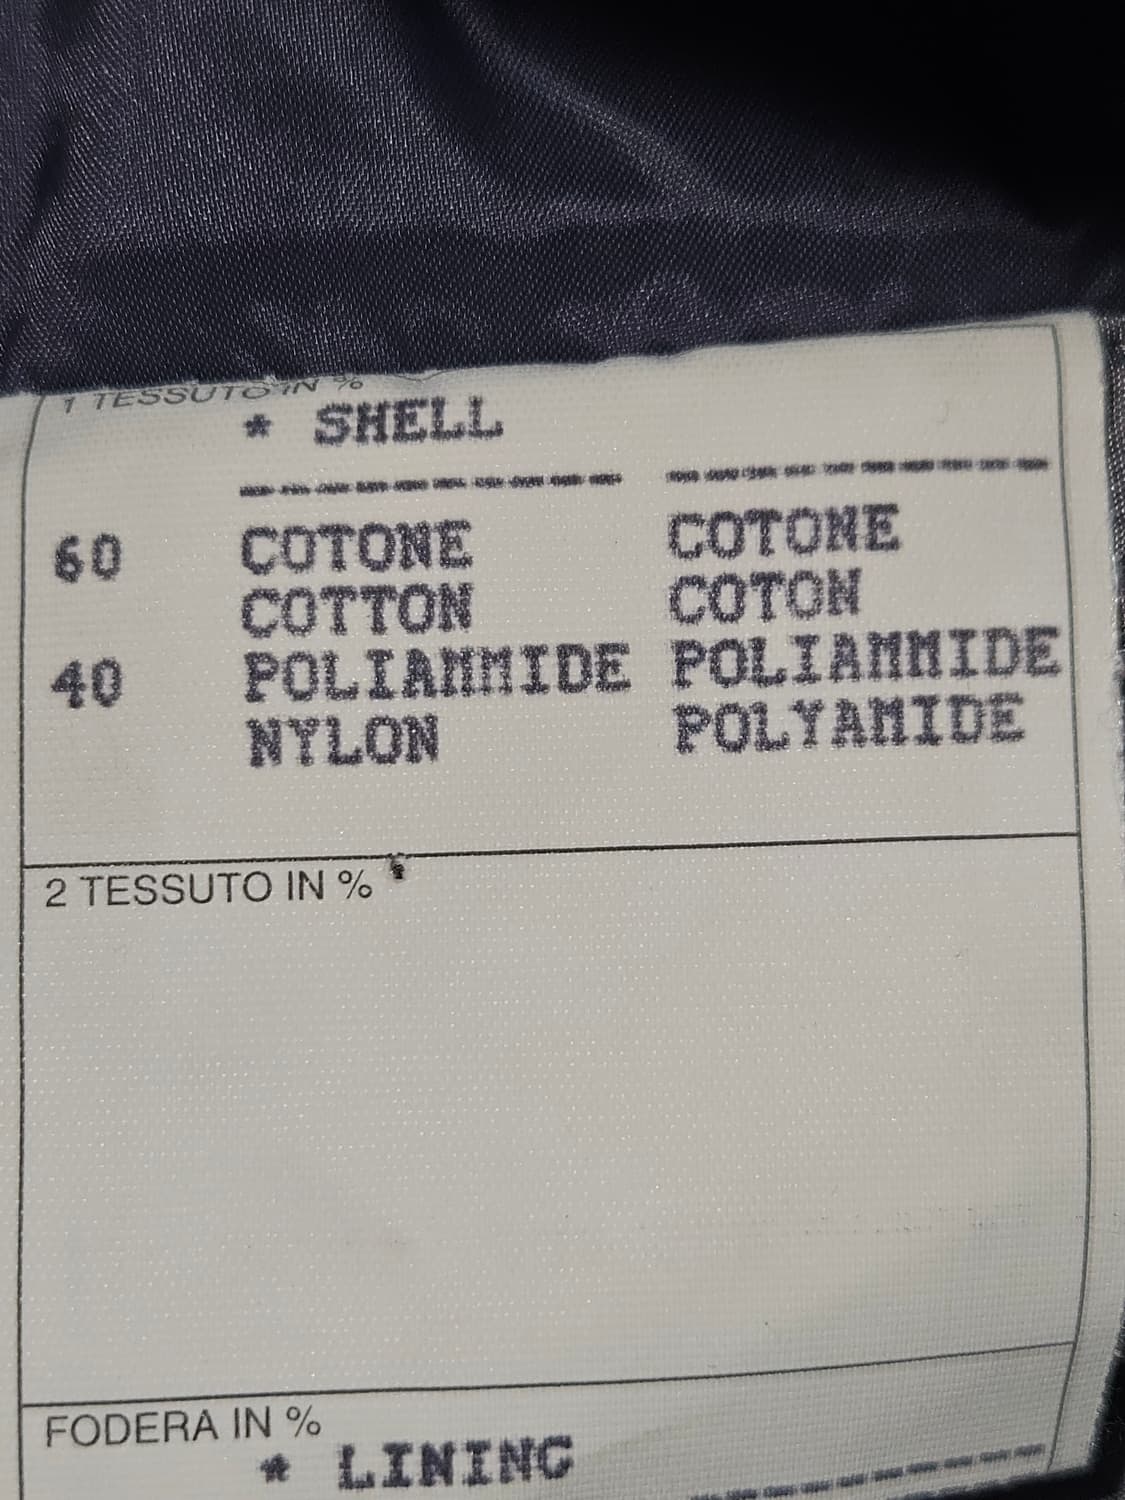 1 TESSUTO IN %
* SHELL
60 COTONE COTONE
COTTON COTON
40 POLIAMMIDE POLIAMMIDE
NYLON POLYAMIDE
2 TESSUTO IN %
FODERA IN %
* LINING